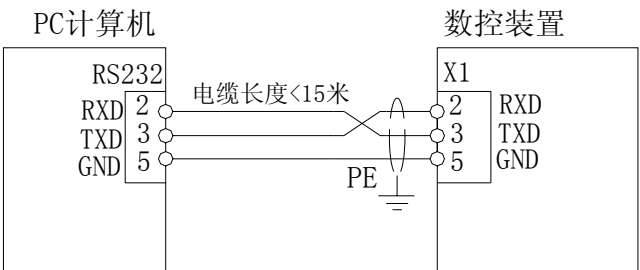 PC计算机
数控装置
RS232
X1
电缆长度<15米
RXD 2
2 RXD
TXD 3
3 TXD
GND 5
5 GND
PE